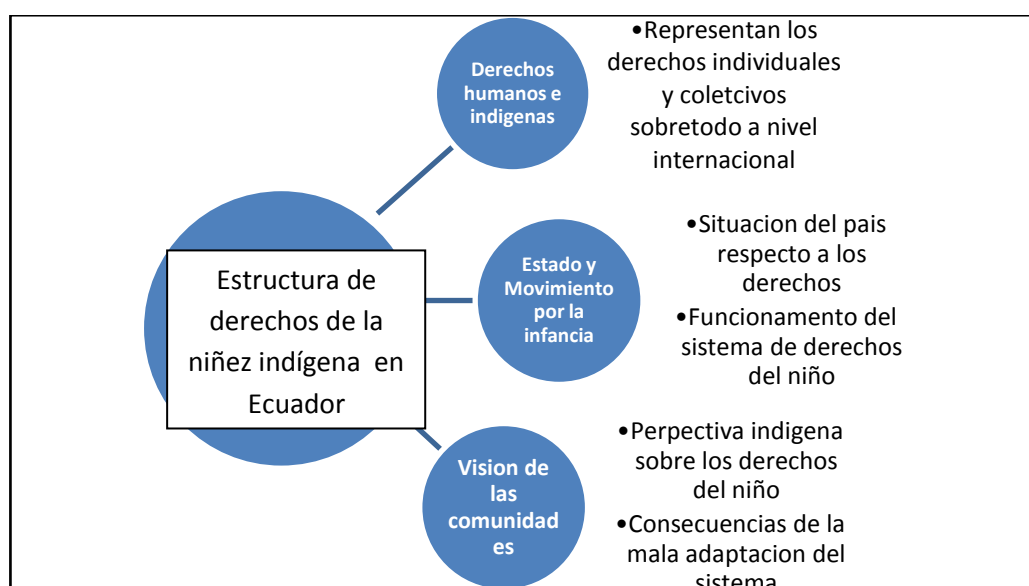 Derechos
humanos e
indigenas
•Representan los
derechos individuales
y coletcivos
sobretodo a nivel
internacional
Estructura de
derechos de la
niñez indígena en
Ecuador
Estado y
Movimiento
por la
infancia
•Situacion del pais
respecto a los
derechos
•Funcionamento del
sistema de derechos
del niño
Vision de
las
comunidad
es
•Perpectiva indigena
sobre los derechos
del niño
•Consecuencias de la
mala adaptacion del
sistema